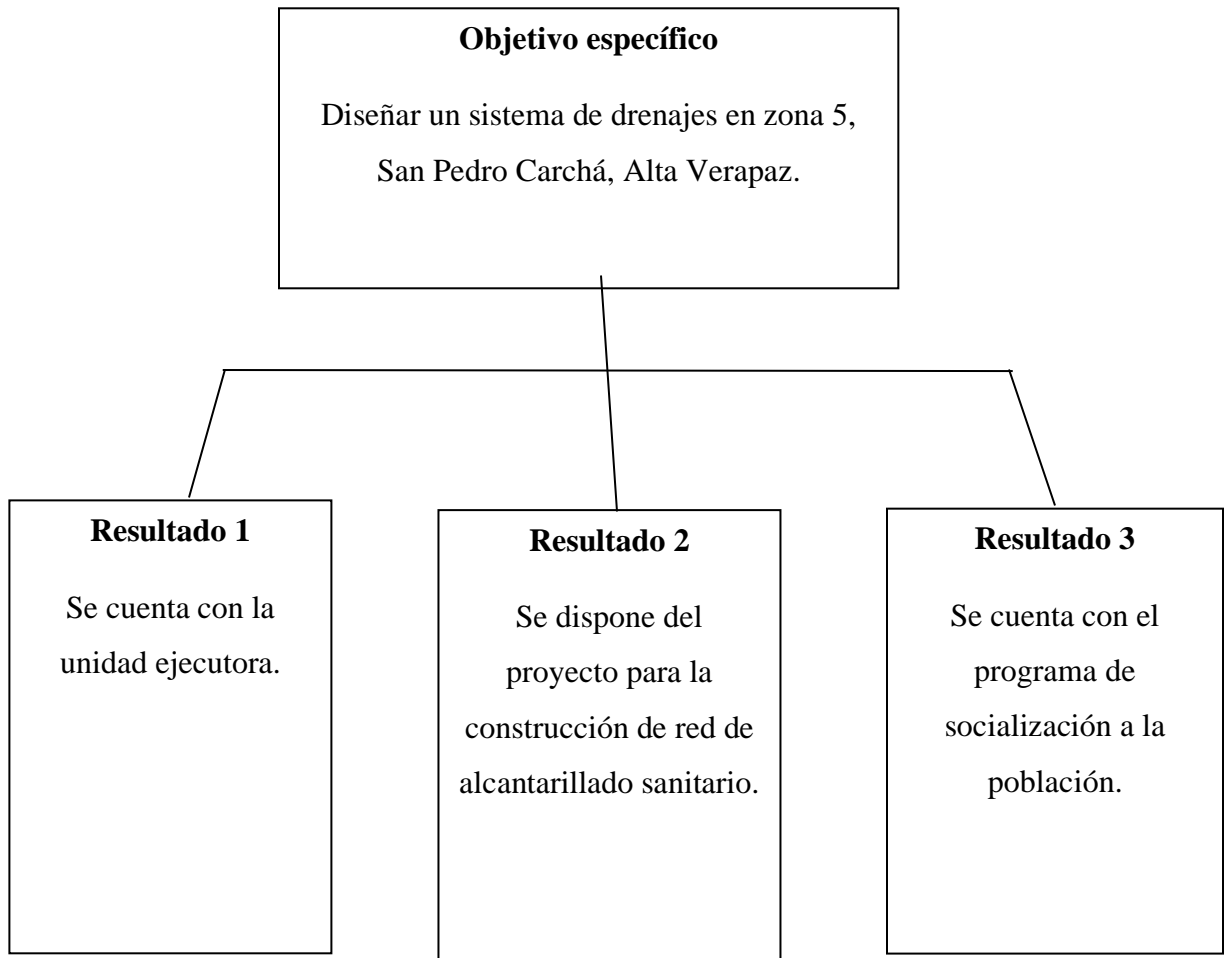 Objetivo específico
Diseñar un sistema de drenajes en zona 5,
San Pedro Carchá, Alta Verapaz.
Resultado 1
Se cuenta con la
unidad ejecutora.
Resultado 2
Se dispone del
proyecto para la
construcción de red de
alcantarillado sanitario.
Resultado 3
Se cuenta con el
programa de
socialización a la
población.